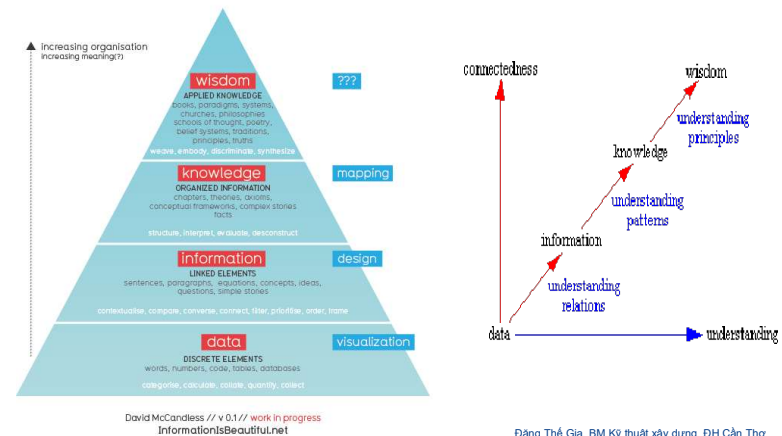 increasing organisation
increasing meaning(?)
wisdom
???
APPLIED KNOWLEDGE
books, paradigms, systems,
churches, philosophies
schools of thought, poetry,
belief systems, traditions,
principles, truths
weave, embody, discriminate, synthesize
knowledge
mapping
ORGANIZED INFORMATION
chapters, theories, axioms,
conceptual frameworks, complex stories
facts
structure, interpret, evaluate, desconstruct
information
design
LINKED ELEMENTS
sentences, paragraphs, equations, concepts, ideas,
questions, simple stories
contextualise, compare, converse, connect, filter, prioritise, order, frame
data
visualization
DISCRETE ELEMENTS
words, numbers, code, tables, databases
categorise, calculate, collate, quantify, collect
David McCandless // v 0.1 // work in progress
InformationIsBeautiful.net
connectedness
wisdom
understanding
principles
knowledge
understanding
patterns
information
understanding
relations
data
understanding
Đặng Thế Gia, BM Kỹ thuật xây dựng, ĐH Cần Thơ